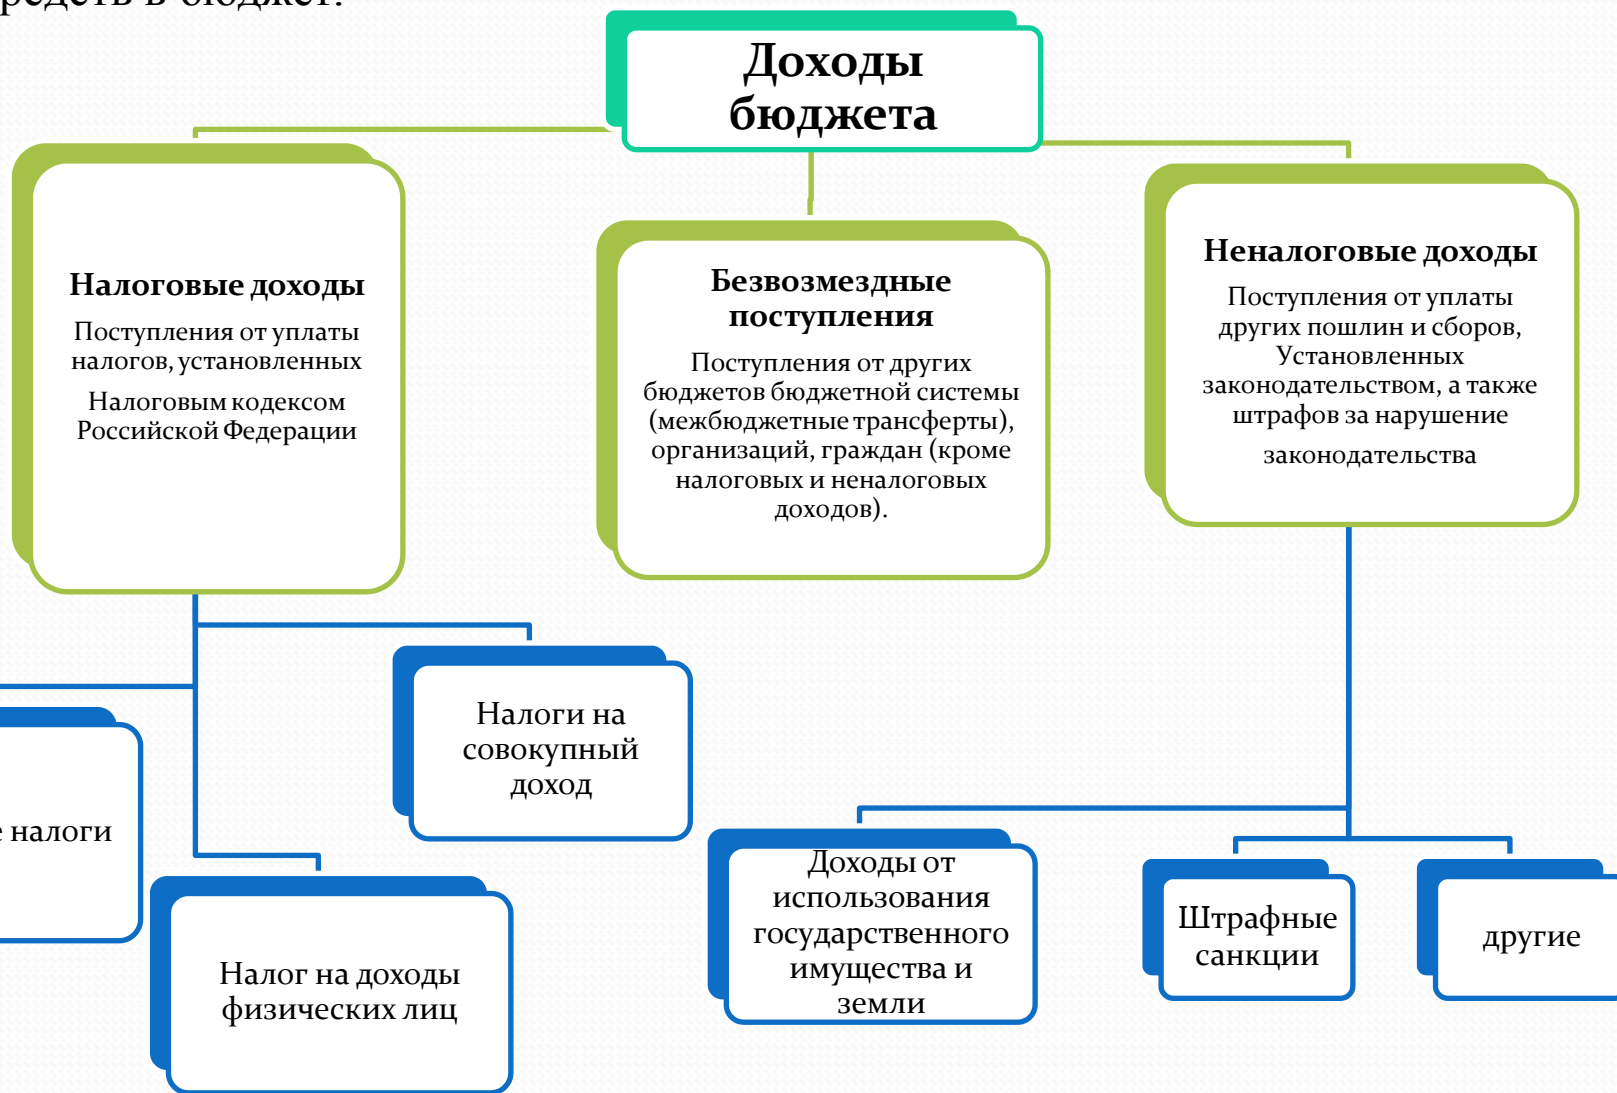 в бюджет.
Доходы
бюджета
Налоговые доходы
Поступления от уплаты
налогов, установленных
Налоговым кодексом
Российской Федерации
Безвозмездные
поступления
Поступления от других
бюджетов бюджетной системы
(межбюджетные трансферты),
организаций, граждан (кроме
налоговых и неналоговых
доходов).
Неналоговые доходы
Поступления от уплаты
других пошлин и сборов,
Установленных
законодательством, а также
штрафов за нарушение
законодательства
налоги
Налог на доходы
физических лиц
Налоги на
совокупный
доход
Доходы от
использования
государственного
имущества и
земли
Штрафные
санкции
другие